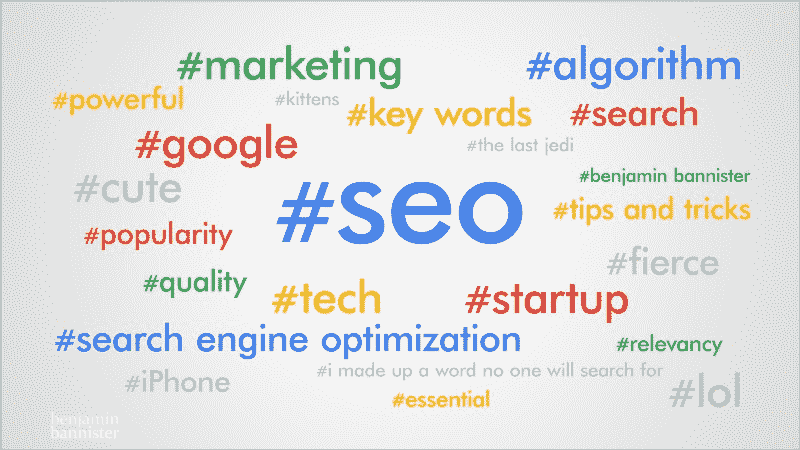 #marketing
#algorithm
#powerful
#kittens
#key words
#search
#google
#the last jedi
#cute
#seo
#benjamin bannister
#tips and tricks
#popularity
#fierce
#quality
#tech
#startup
#search engine optimization
#relevancy
#iPhone
#i made up a word no one will search for
#lol
#essential
benjamin
bannister